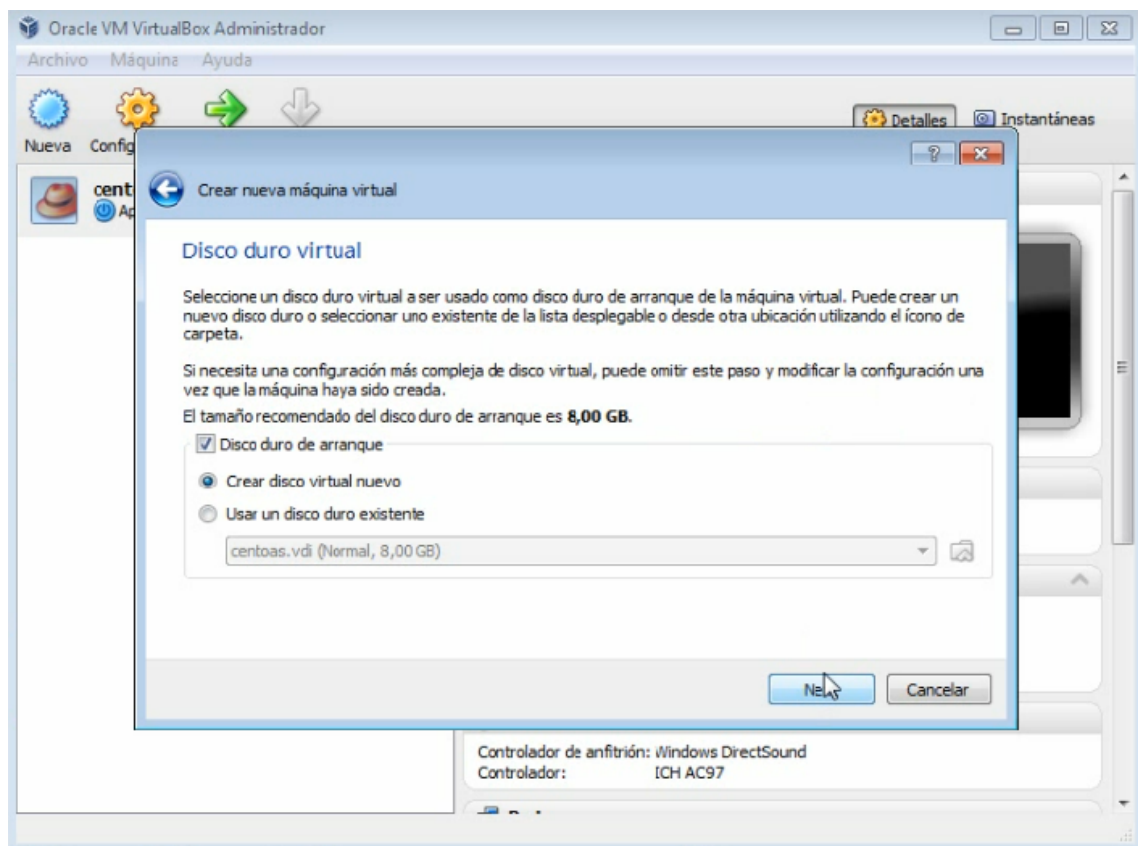 Oracle VM VirtualBox Administrador
Archivo Máquina Ayuda
Detalles Instantáneas
Nueva Config
cent
Ap
Crear nueva máquina virtual
Disco duro virtual
Seleccione un disco duro virtual a ser usado como disco duro de arranque de la máquina virtual. Puede crear un
nuevo disco duro o seleccionar uno existente de la lista desplegable o desde otra ubicación utilizando el ícono de
carpeta.
Si necesita una configuración más compleja de disco virtual, puede omitir este paso y modificar la configuración una
vez que la máquina haya sido creada.
El tamaño recomendado del disco duro de arranque es 8,00 GB.
Disco duro de arranque
Crear disco virtual nuevo
Usar un disco duro existente
centoas.vdi (Normal, 8,00 GB)
Cancelar
Controlador de anfitrión: Windows DirectSound
Controlador: ICH AC97